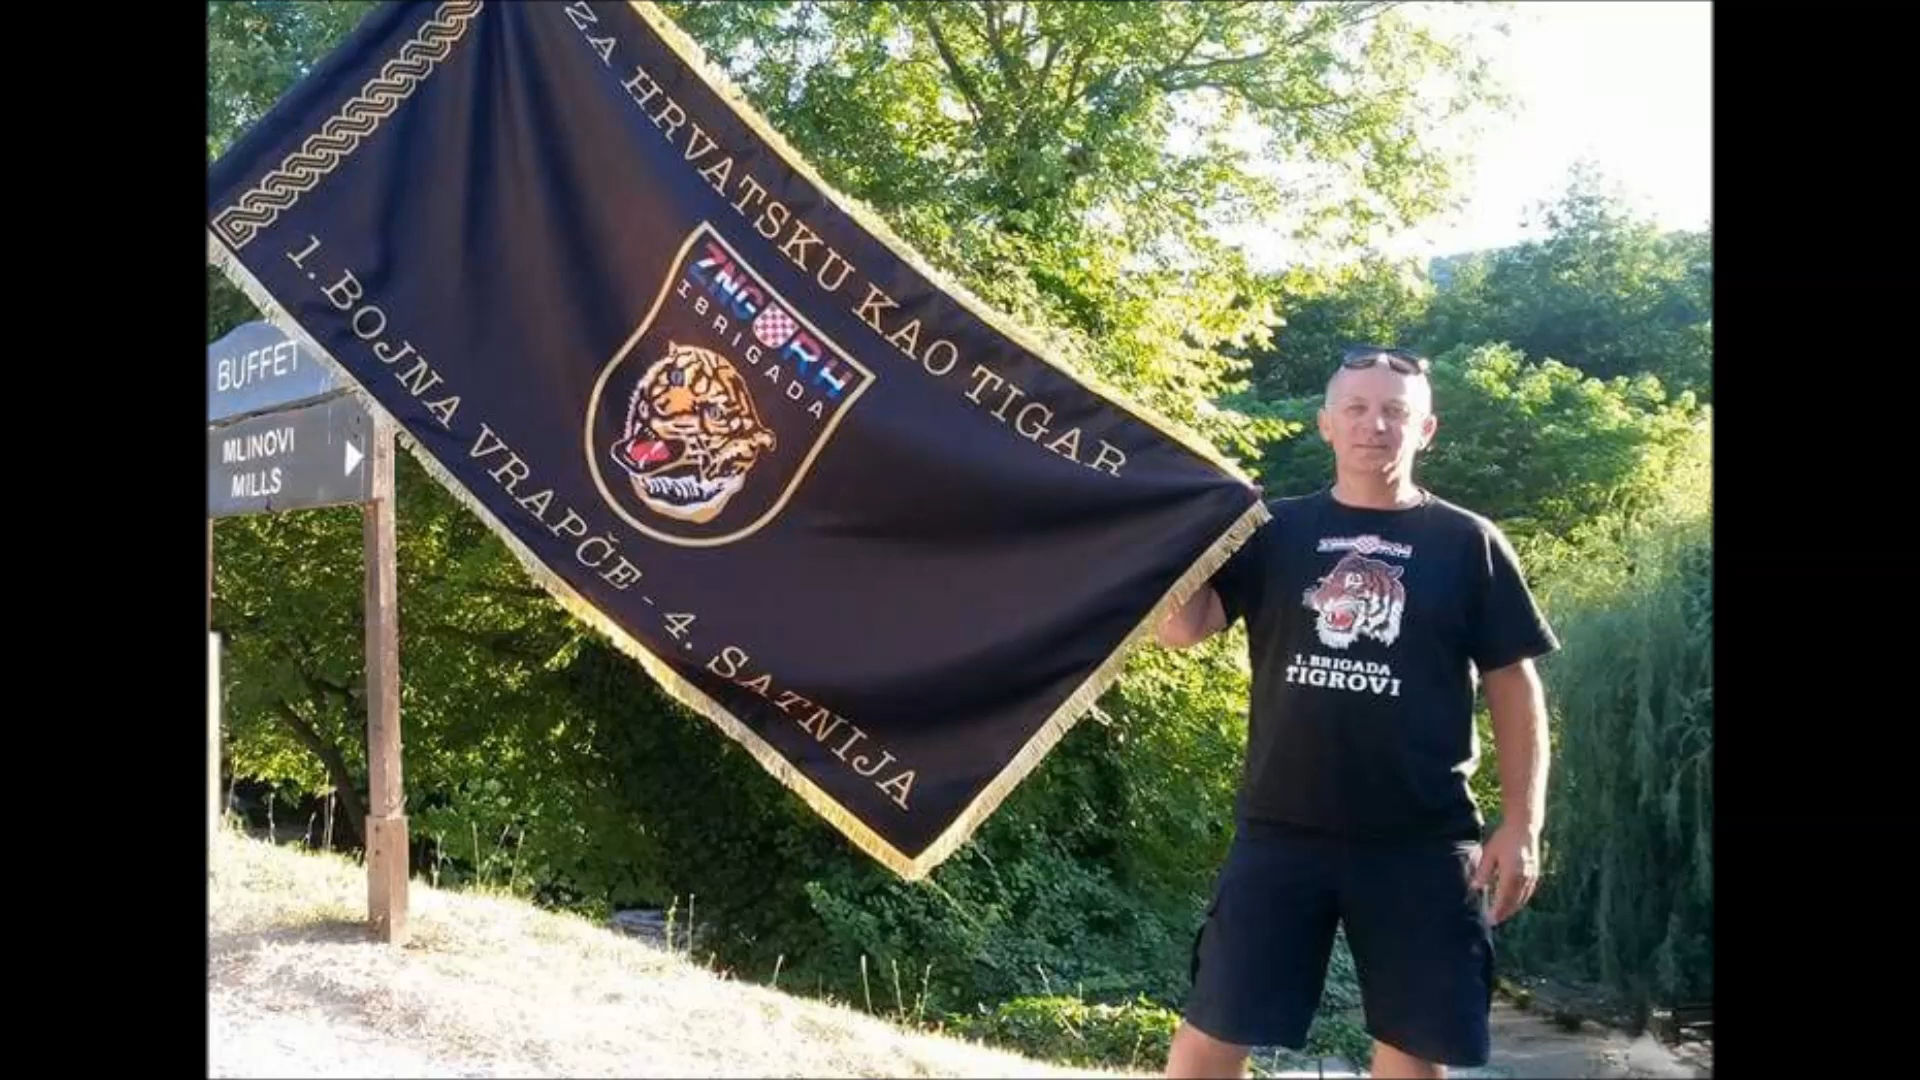 ZA HRVATSKU KAO TIGAR
ZNG RH
I BRIGADA
1. BOJNA VRAPČE - 4. SATNIJA
BUFFET
MLINOVI
MILLS
1. BRIGADA
TIGROVI